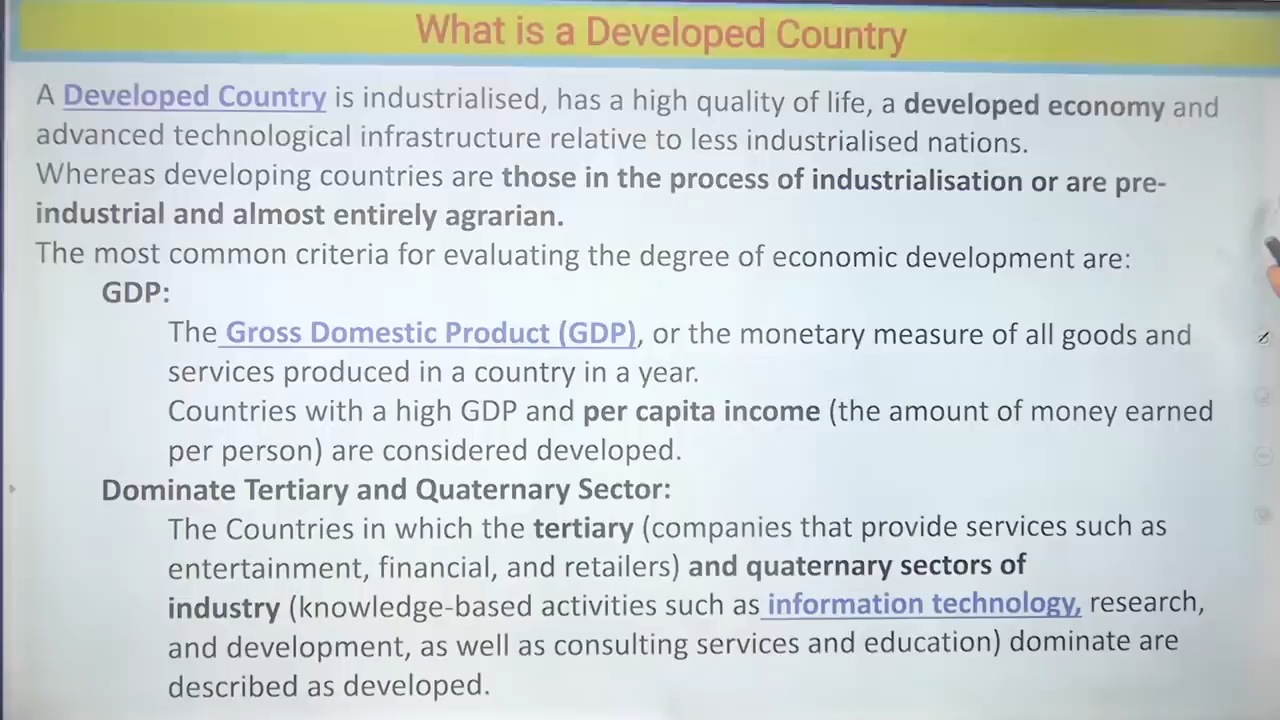 What is a Developed Country
A Developed Country is industrialised, has a high quality of life, a developed economy and
advanced technological infrastructure relative to less industrialised nations.
Whereas developing countries are those in the process of industrialisation or are pre-
industrial and almost entirely agrarian.
The most common criteria for evaluating the degree of economic development are:
GDP:
The Gross Domestic Product (GDP), or the monetary measure of all goods and
services produced in a country in a year.
Countries with a high GDP and per capita income (the amount of money earned
per person) are considered developed.
Dominate Tertiary and Quaternary Sector:
The Countries in which the tertiary (companies that provide services such as
entertainment, financial, and retailers) and quaternary sectors of
industry (knowledge-based activities such as information technology, research,
and development, as well as consulting services and education) dominate are
described as developed.